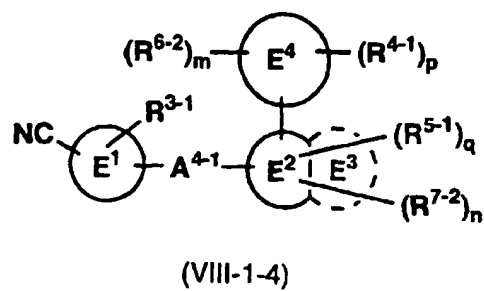 (R⁶⁻²)ₘ E⁴ (R⁴⁻¹)ₚ
R³⁻¹
NC E¹ A⁴⁻¹ E² E³ (R⁵⁻¹)q
(R⁷⁻²)ₙ
(VIII-1-4)